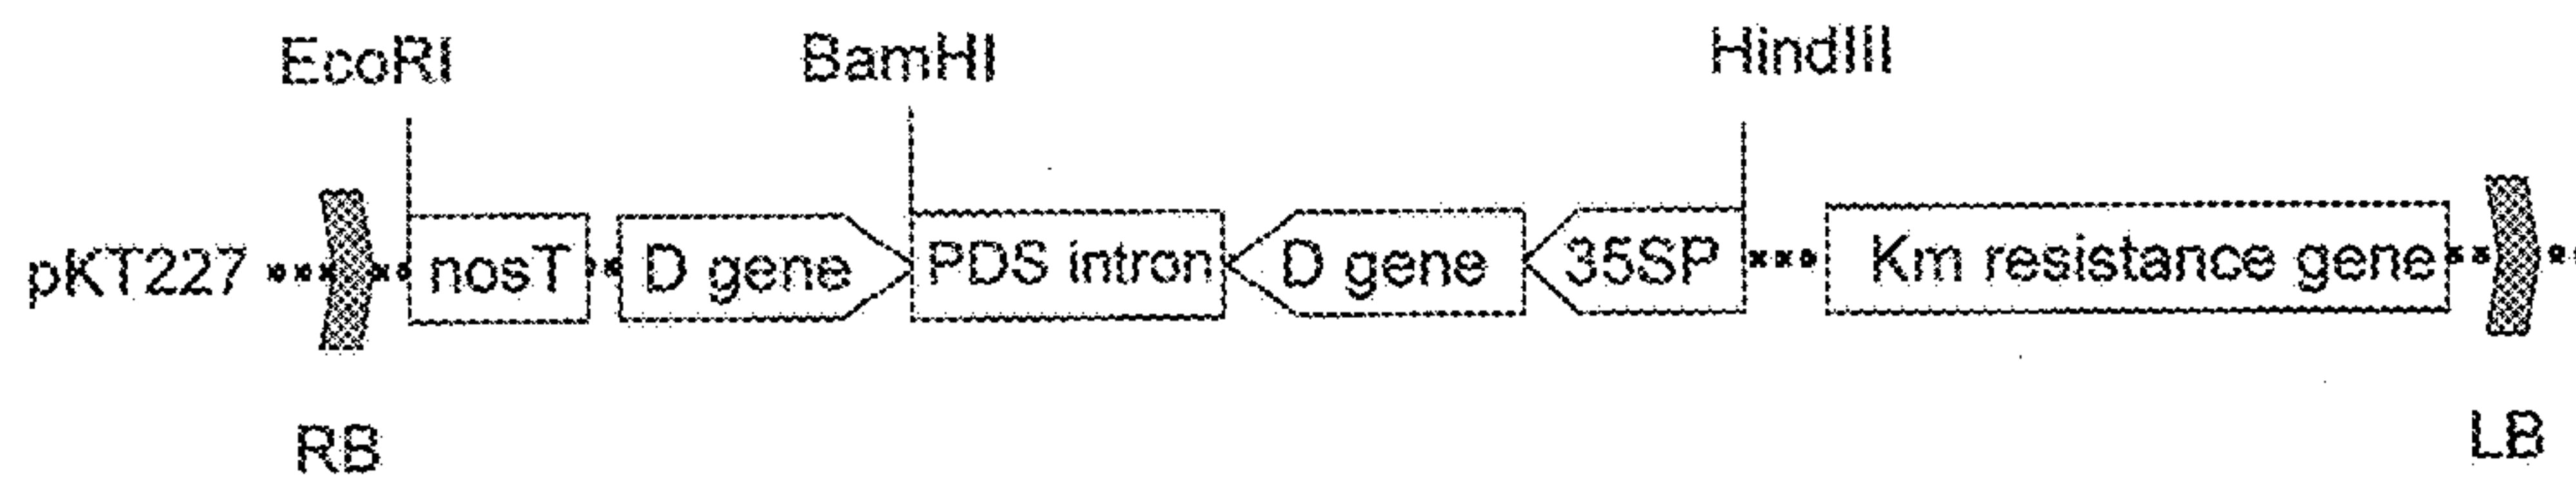 EcoRI BamHI HindIII
pKT227 nosT D gene PDS intron D gene 35SP Km resistance gene
RB LB